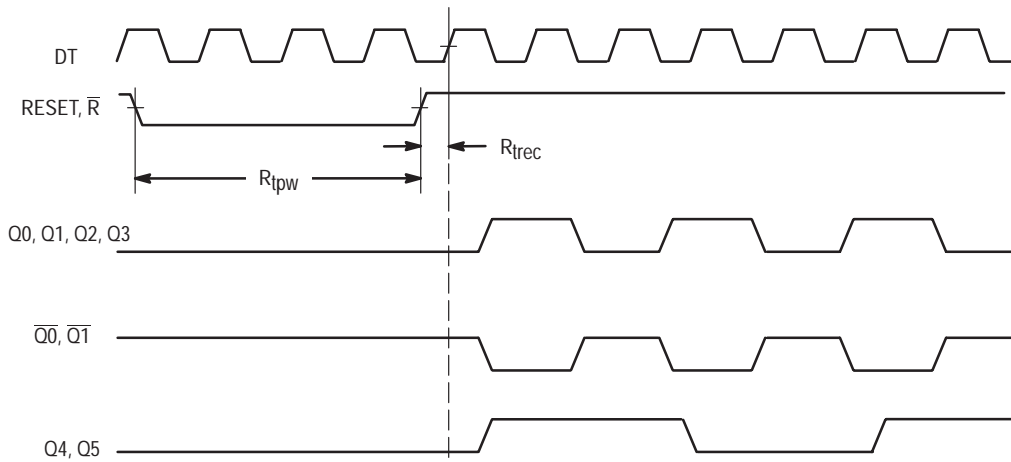 DT
RESET, R̅
Rtrec
Rtpw
Q0, Q1, Q2, Q3
Q̅0̅, Q̅1̅
Q4, Q5